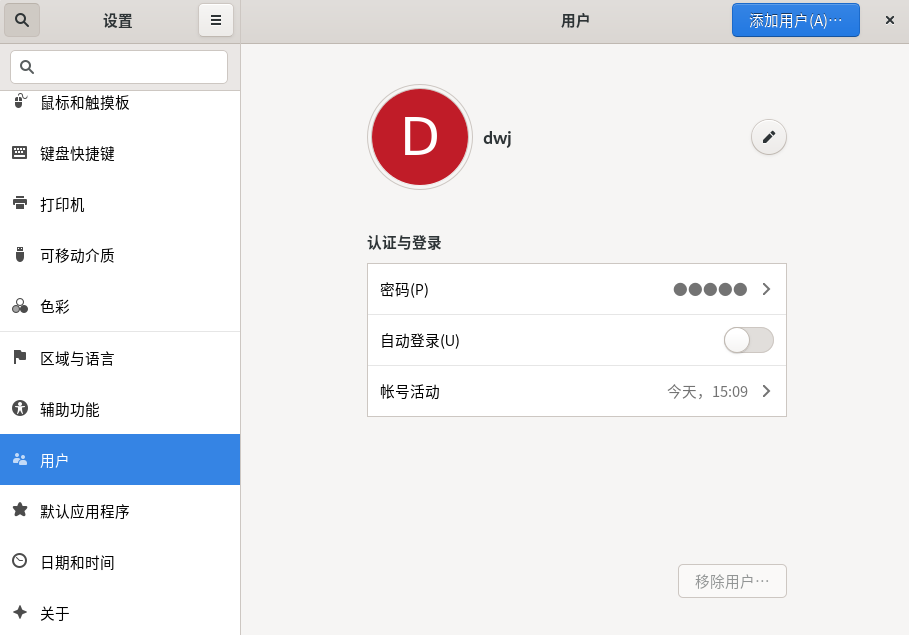 设置
用户
添加用户(A)…
鼠标和触摸板
键盘快捷键
打印机
可移动介质
色彩
区域与语言
辅助功能
用户
默认应用程序
日期和时间
关于
D
dwj
认证与登录
密码(P)
●●●●●
自动登录(U)
帐号活动
今天，15:09
移除用户…